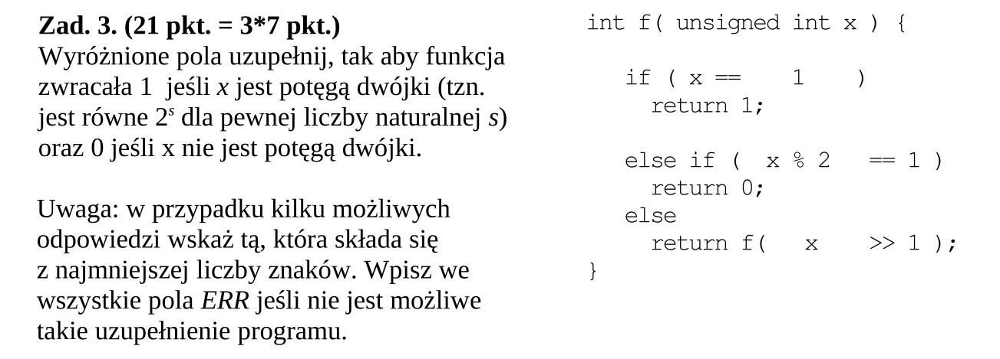 Zad. 3. (21 pkt. = 3*7 pkt.)
Wyróżnione pola uzupełnij, tak aby funkcja
zwracała 1 jeśli x jest potęgą dwójki (tzn.
jest równe 2^s dla pewnej liczby naturalnej s)
oraz 0 jeśli x nie jest potęgą dwójki.
Uwaga: w przypadku kilku możliwych
odpowiedzi wskaż tą, która składa się
z najmniejszej liczby znaków. Wpisz we
wszystkie pola ERR jeśli nie jest możliwe
takie uzupełnienie programu.
int f( unsigned int x ) {
if ( x == 1 )
return 1;
else if ( x % 2 == 1 )
return 0;
else
return f( x >> 1 );
}